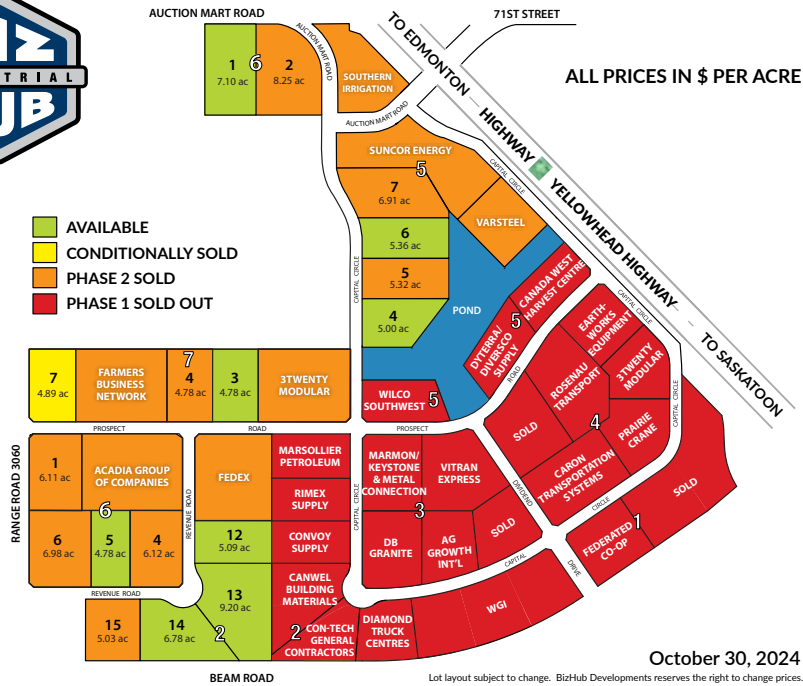 AUCTION MART ROAD
71ST STREET
TO EDMONTON
HIGHWAY
YELLOWHEAD HIGHWAY
TO SASKATOON
ALL PRICES IN $ PER ACRE
TRIAL
UB
AUCTION MART ROAD
1
7.10 ac
6
2
8.25 ac
SOUTHERN
IRRIGATION
AUCTION MART ROAD
SUNCOR ENERGY
5
CAPITAL CIRCLE
7
6.91 ac
VARSTEEL
6
5.36 ac
5
5.32 ac
4
5.00 ac
CAPITAL CIRCLE
POND
CANADA WEST
HARVEST CENTRE
5
DYTERRA/
DIVERSCO
SUPPLY
ROAD
WILCO
SOUTHWEST
5
AVAILABLE
CONDITIONALLY SOLD
PHASE 2 SOLD
PHASE 1 SOLD OUT
7
4.89 ac
FARMERS
BUSINESS
NETWORK
7
4
4.78 ac
3
4.78 ac
3TWENTY
MODULAR
PROSPECT
ROAD
PROSPECT
CAPITAL CIRCLE
EARTH-
WORKS
EQUIPMENT
ROSENAU
TRANSPORT
3TWENTY
MODULAR
4
SOLD
PRAIRIE
CRANE
CARON
TRANSPORTATION
SYSTEMS
CAPITAL CIRCLE
SOLD
RANGE ROAD 3060
1
6.11 ac
ACADIA GROUP
OF COMPANIES
6
6
6.98 ac
5
4.78 ac
4
6.12 ac
REVENUE ROAD
REVENUE ROAD
FEDEX
MARSOLLIER
PETROLEUM
RIMEX
SUPPLY
CONVOY
SUPPLY
CANWEL
BUILDING
MATERIALS
CAPITAL CIRCLE
MARMON/
KEYSTONE
& METAL
CONNECTION
VITRAN
EXPRESS
3
DB
GRANITE
AG
GROWTH
INT'L
SOLD
DIVIDEND
DRIVE
CAPITAL
CIRCLE
FEDERATED
CO-OP
1
12
5.09 ac
13
9.20 ac
15
5.03 ac
14
6.78 ac
2
2
CON-TECH
GENERAL
CONTRACTORS
DIAMOND
TRUCK
CENTRES
WGI
BEAM ROAD
October 30, 2024
Lot layout subject to change. BizHub Developments reserves the right to change prices.